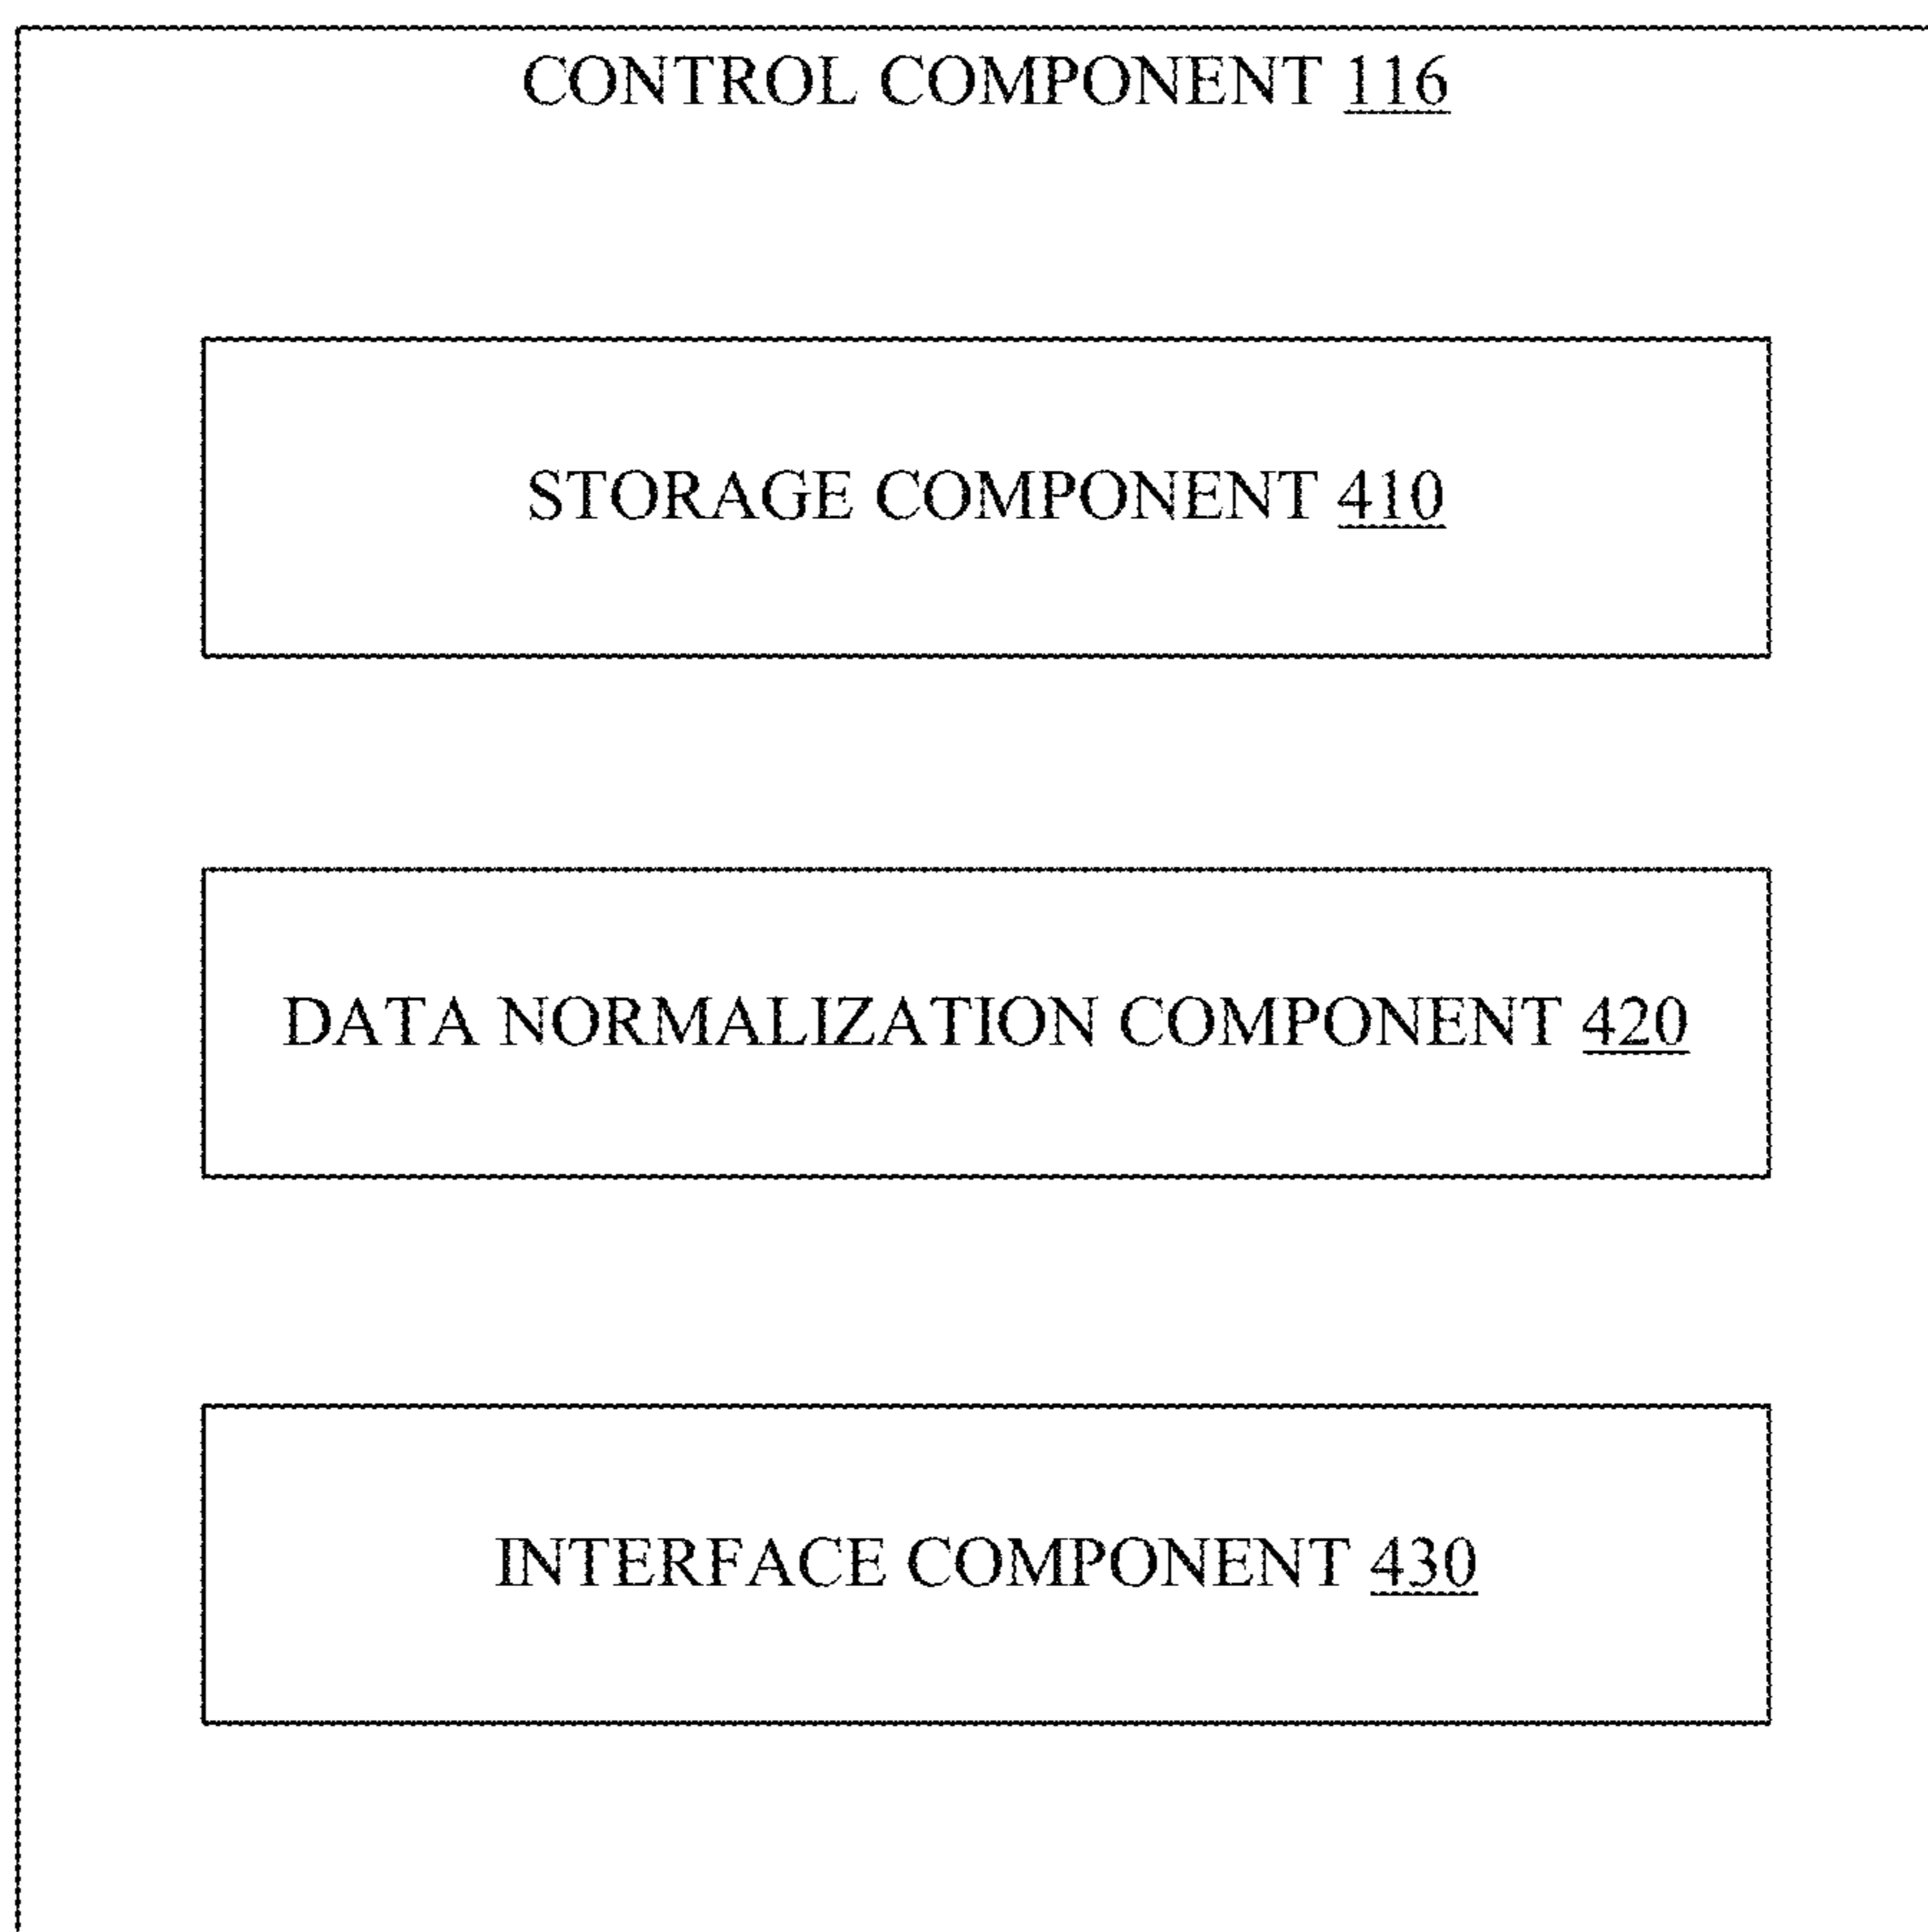 CONTROL COMPONENT 116
STORAGE COMPONENT 410
DATA NORMALIZATION COMPONENT 420
INTERFACE COMPONENT 430